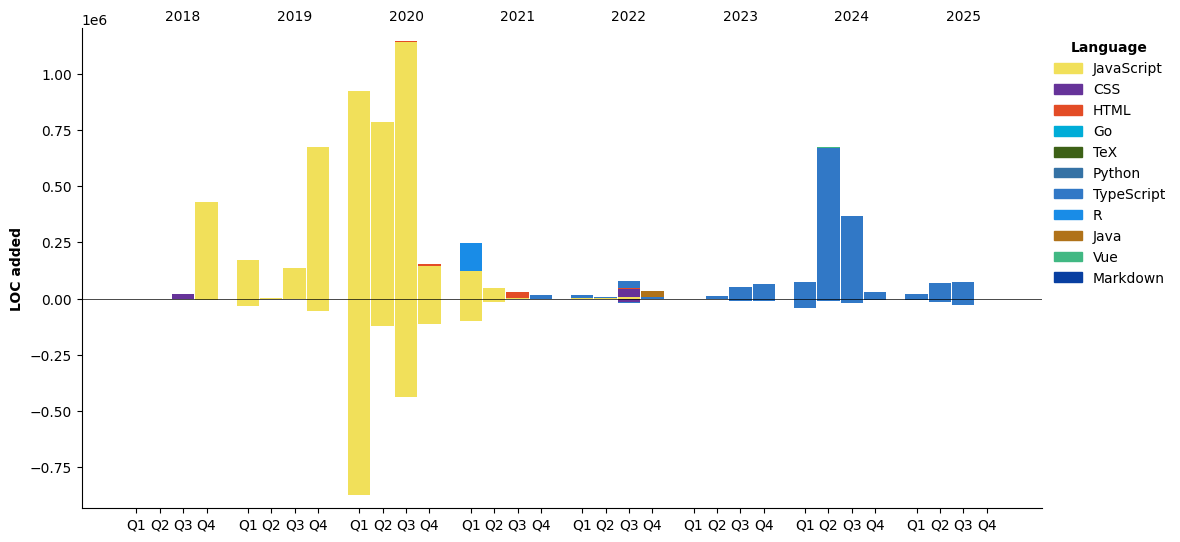 1e6
2018 2019 2020 2021 2022 2023 2024 2025
LOC added
1.00
0.75
0.50
0.25
0.00
−0.25
−0.50
−0.75
Q1 Q2 Q3 Q4 Q1 Q2 Q3 Q4 Q1 Q2 Q3 Q4 Q1 Q2 Q3 Q4 Q1 Q2 Q3 Q4 Q1 Q2 Q3 Q4 Q1 Q2 Q3 Q4 Q1 Q2 Q3 Q4
Language
JavaScript
CSS
HTML
Go
TeX
Python
TypeScript
R
Java
Vue
Markdown